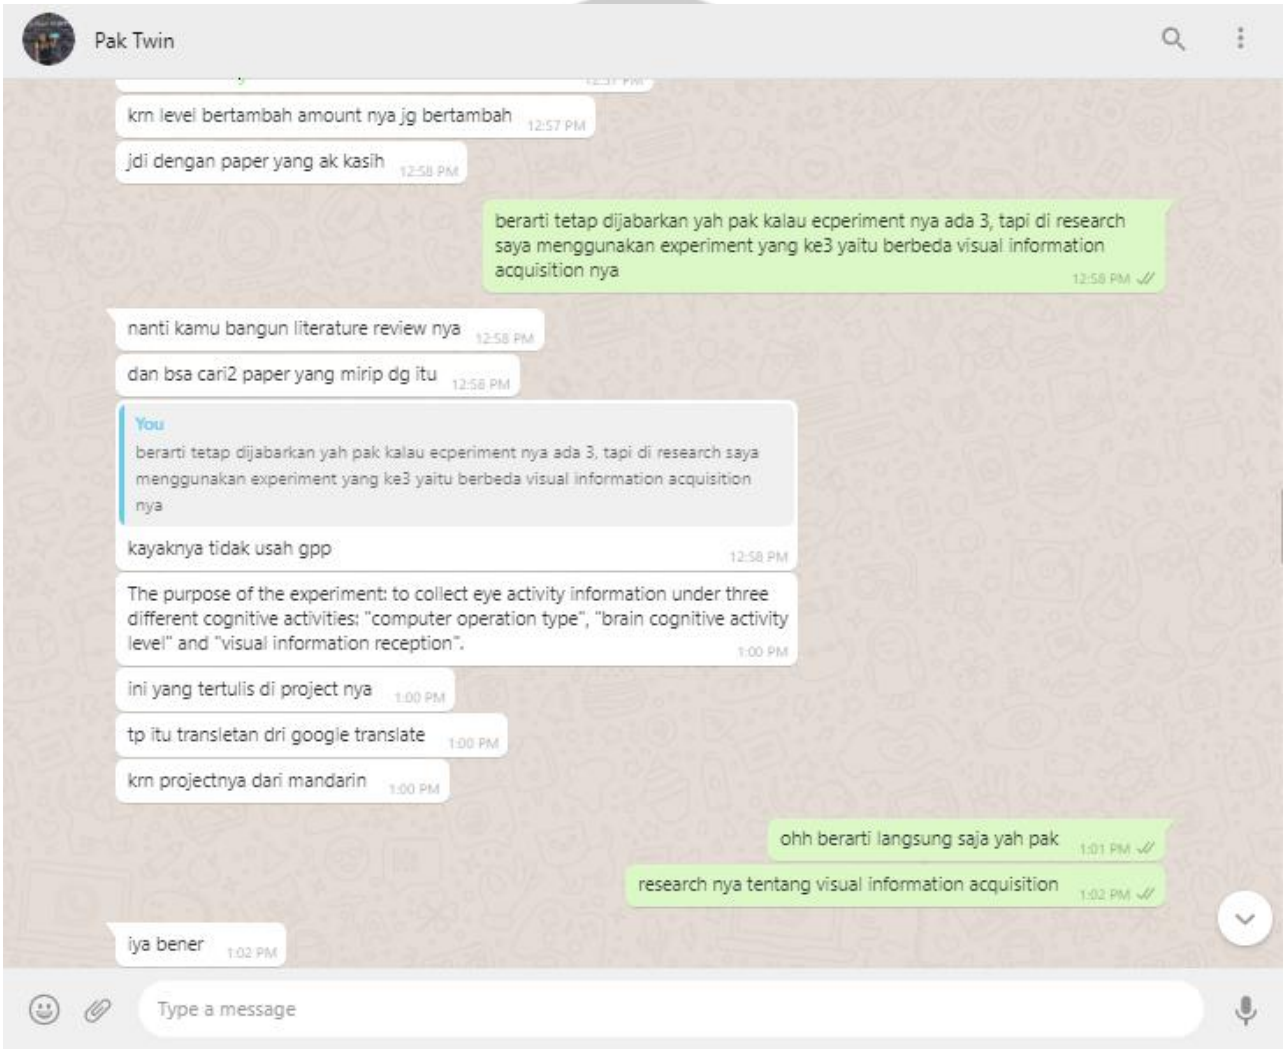 Pak Twin
krn level bertambah amount nya jg bertambah 12:57 PM
jdi dengan paper yang ak kasih 12:58 PM
berarti tetap dijabarkan yah pak kalau ecperiment nya ada 3, tapi di research
saya menggunakan experiment yang ke3 yaitu berbeda visual information
acquisition nya 12:58 PM
nanti kamu bangun literature review nya 12:58 PM
dan bsa cari2 paper yang mirip dg itu 12:58 PM
You
berarti tetap dijabarkan yah pak kalau ecperiment nya ada 3, tapi di research saya
menggunakan experiment yang ke3 yaitu berbeda visual information acquisition
nya
kayaknya tidak usah gpp 12:58 PM
The purpose of the experiment: to collect eye activity information under three
different cognitive activities: "computer operation type", "brain cognitive activity
level" and "visual information reception". 1:00 PM
ini yang tertulis di project nya 1:00 PM
tp itu transletan dri google translate 1:00 PM
krn projectnya dari mandarin 1:00 PM
ohh berarti langsung saja yah pak 1:01 PM
research nya tentang visual information acquisition 1:02 PM
iya bener 1:02 PM
Type a message